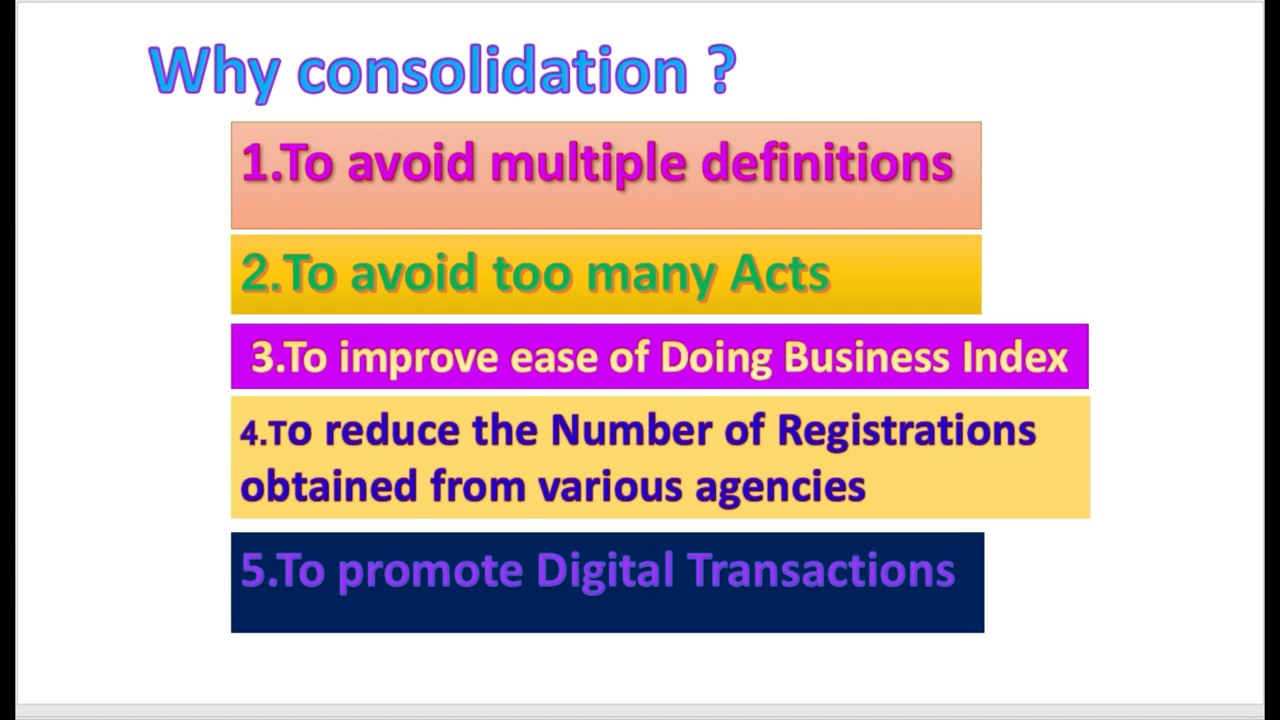 Why consolidation ?
1.To avoid multiple definitions
2.To avoid too many Acts
3.To improve ease of Doing Business Index
4.To reduce the Number of Registrations
obtained from various agencies
5.To promote Digital Transactions